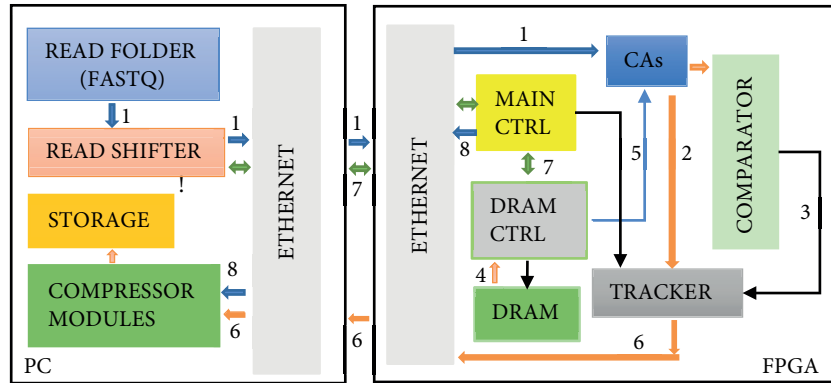 READ FOLDER
(FASTQ)
1
READ SHIFTER
1
!
STORAGE
COMPRESSOR
MODULES
8
6
PC
ETHERNET
1
7
6
ETHERNET
1
CAs
MAIN
CTRL
8
7
DRAM
CTRL
4
DRAM
5
2
COMPARATOR
3
TRACKER
6
FPGA